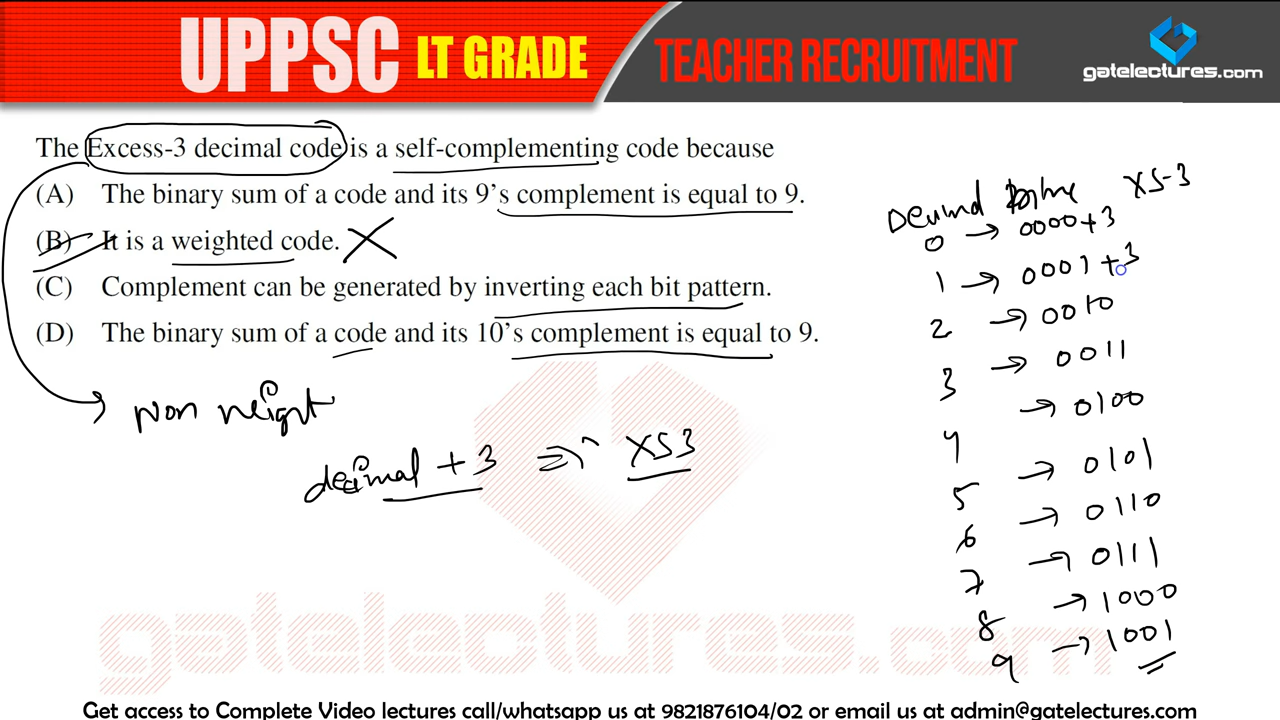 UPPSC LT GRADE TEACHER RECRUITMENT
gatelectures.com
The Excess-3 decimal code is a self-complementing code because
(A) The binary sum of a code and its 9's complement is equal to 9.
(B) It is a weighted code.
(C) Complement can be generated by inverting each bit pattern.
(D) The binary sum of a code and its 10's complement is equal to 9.
Non weight
decimal + 3 => XS3
Decimal XS-3
0 → 0000+3
1 → 0001+3
2 → 0010
3 → 0011
4 → 0100
5 → 0101
6 → 0110
7 → 0111
8 → 1000
9 → 1001
gatelectures.com
Get access to Complete Video lectures call/whatsapp us at 9821876104/02 or email us at admin@gatelectures.com